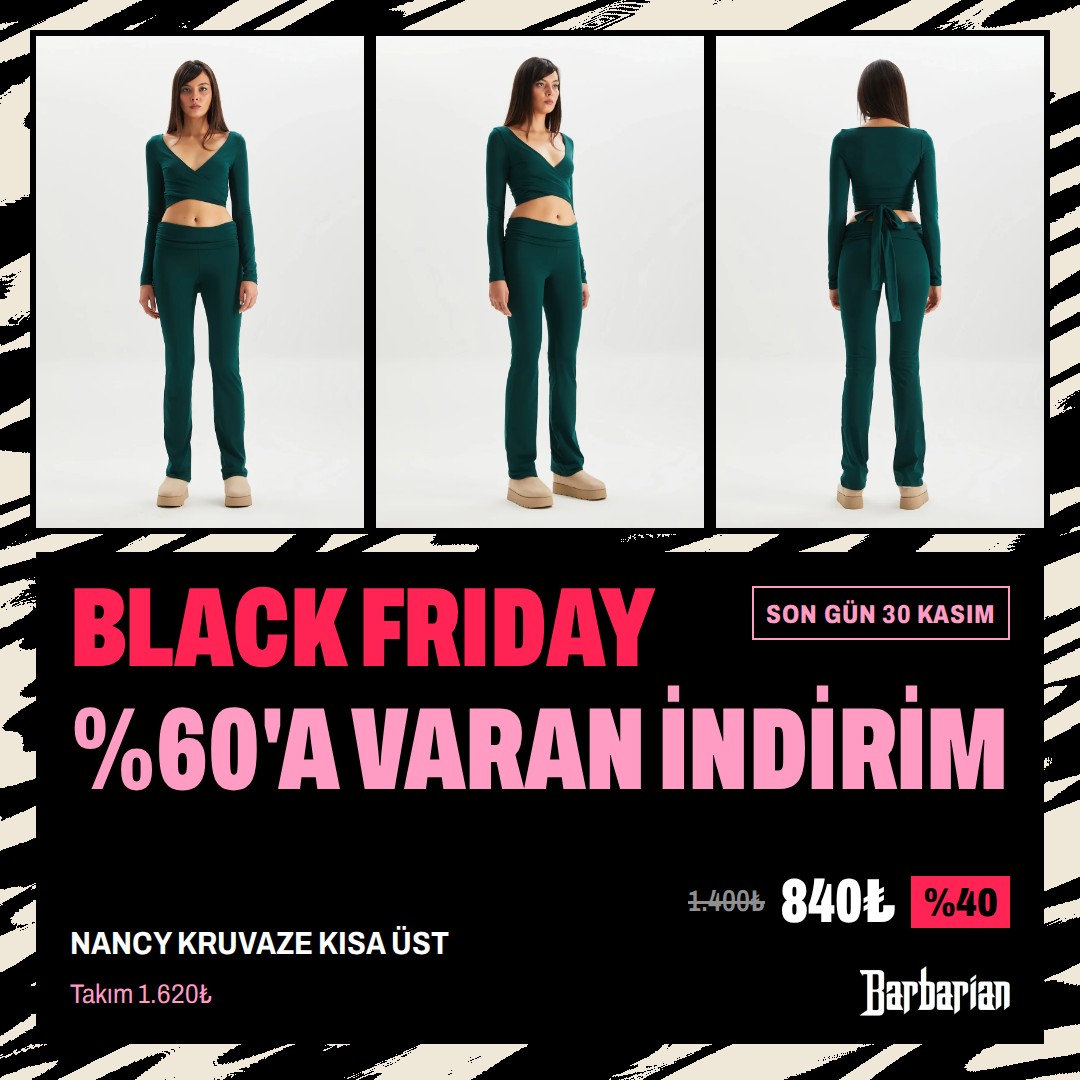 BLACK FRIDAY
SON GÜN 30 KASIM
%60'A VARAN İNDİRİM
1.400₺ 840₺ %40
NANCY KRUVAZE KISA ÜST
Takım 1.620₺
Barbarian